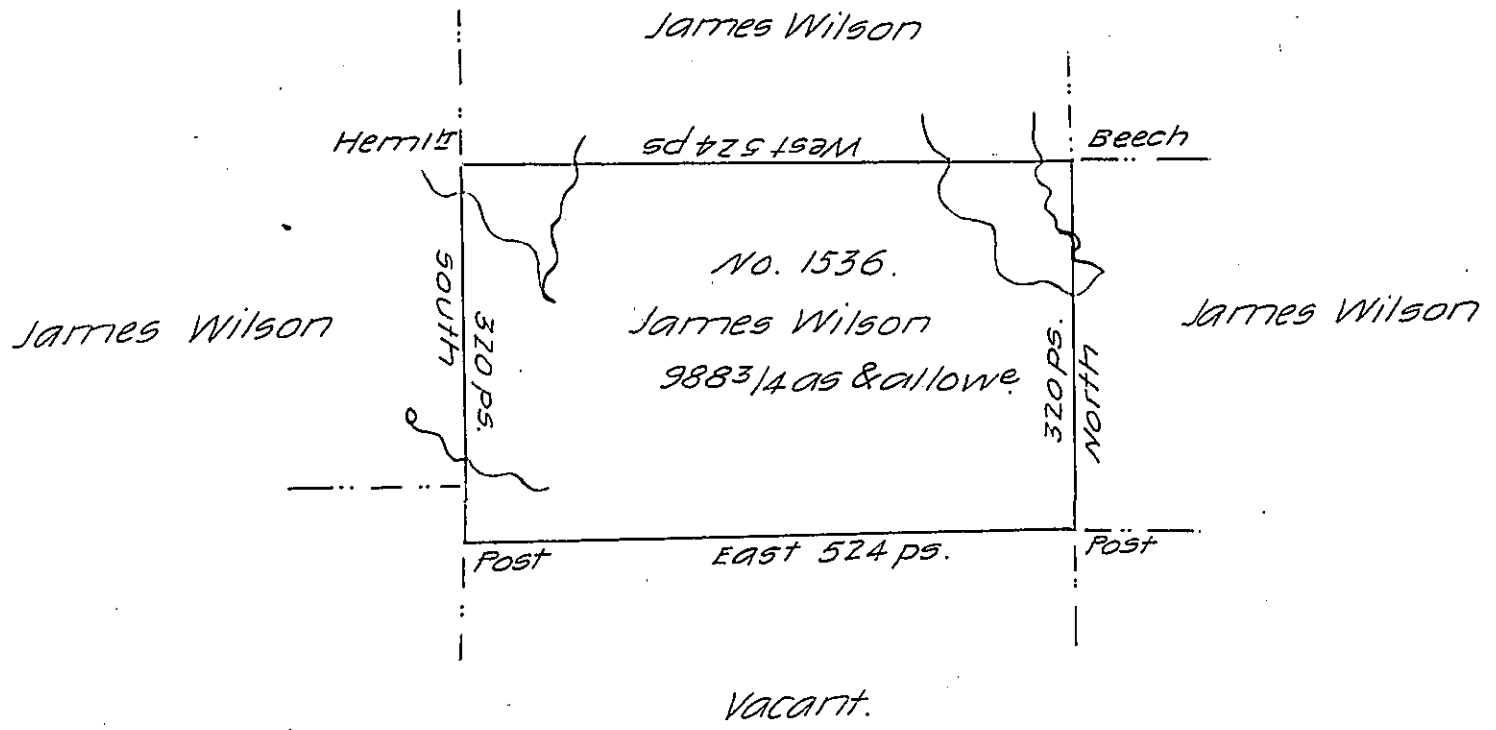 James Wilson
West 524 ps
Beech
South
320 ps.
No. 1536.
James Wilson
988 3/4 as & allowe.
320 ps.
North
James Wilson
James Wilson
Post
East 524 ps.
Post
Vacant.